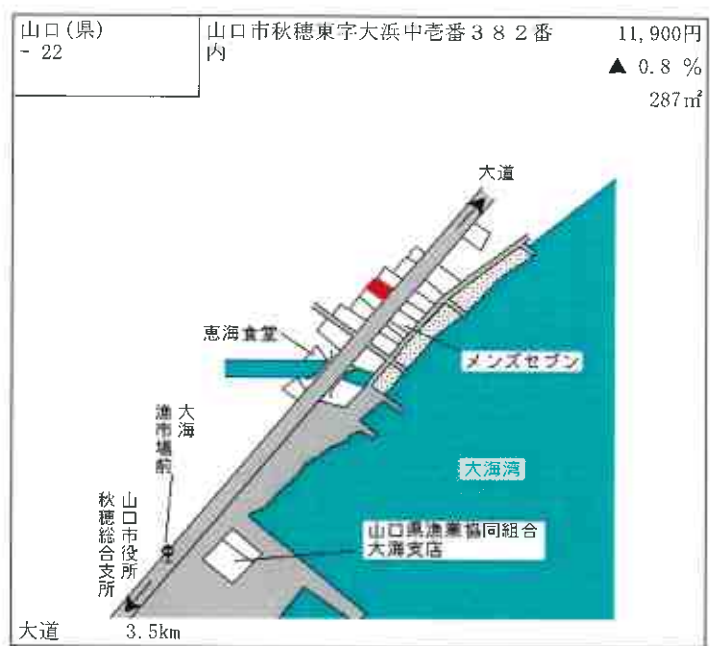 山口(県)
- 22
山口市秋穂東字大浜中壱番３８２番
内
11,900円
▲ 0.8 %
287㎡
大道
恵海食堂
メンズセブン
大海
漁市場前
大海湾
山口市役所
秋穂総合支所
山口県漁業協同組合
大海支店
大道 3.5km